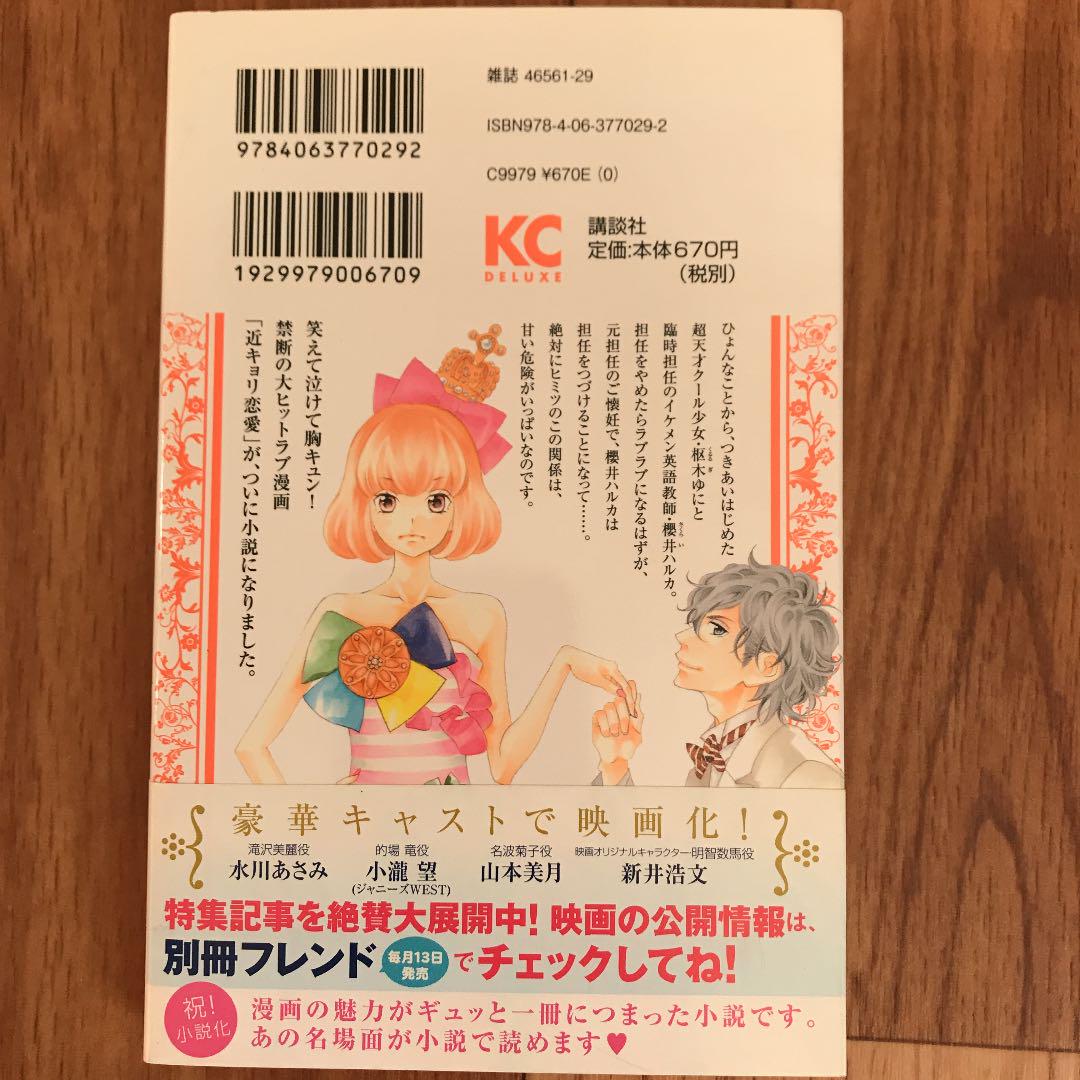 9784063770292
1929979006709
雑誌 46561-29
ISBN978-4-06-377029-2
C9979 ¥670E (0)
KC
DELUXE
講談社
定価:本体670円
(税別)
ひょんなことから、つきあいはじめた
超天才クール少女・枢木ゆにと
くるるぎ
臨時担任のイケメン英語教師・櫻井ハルカ。
さくらい
担任をやめたらラブラブになるはずが、
元担任のご懐妊で、櫻井ハルカは
担任をつづけることになって……。
絶対にヒミツのこの関係は、
甘い危険がいっぱいなのです。
笑えて泣けて胸キュン!
禁断の大ヒットラブ漫画
「近キョリ恋愛」が、ついに小説になりました。
豪華キャストで映画化!
滝沢美麗役
水川あさみ
的場 竜役
小瀧 望
(ジャニーズWEST)
名波菊子役
山本美月
映画オリジナルキャラクター・明智数馬役
新井浩文
特集記事を絶賛大展開中! 映画の公開情報は、
別冊フレンド 毎月13日 でチェックしてね!
発売
祝!
小説化
漫画の魅力がギュッと一冊につまった小説です。
あの名場面が小説で読めます♥